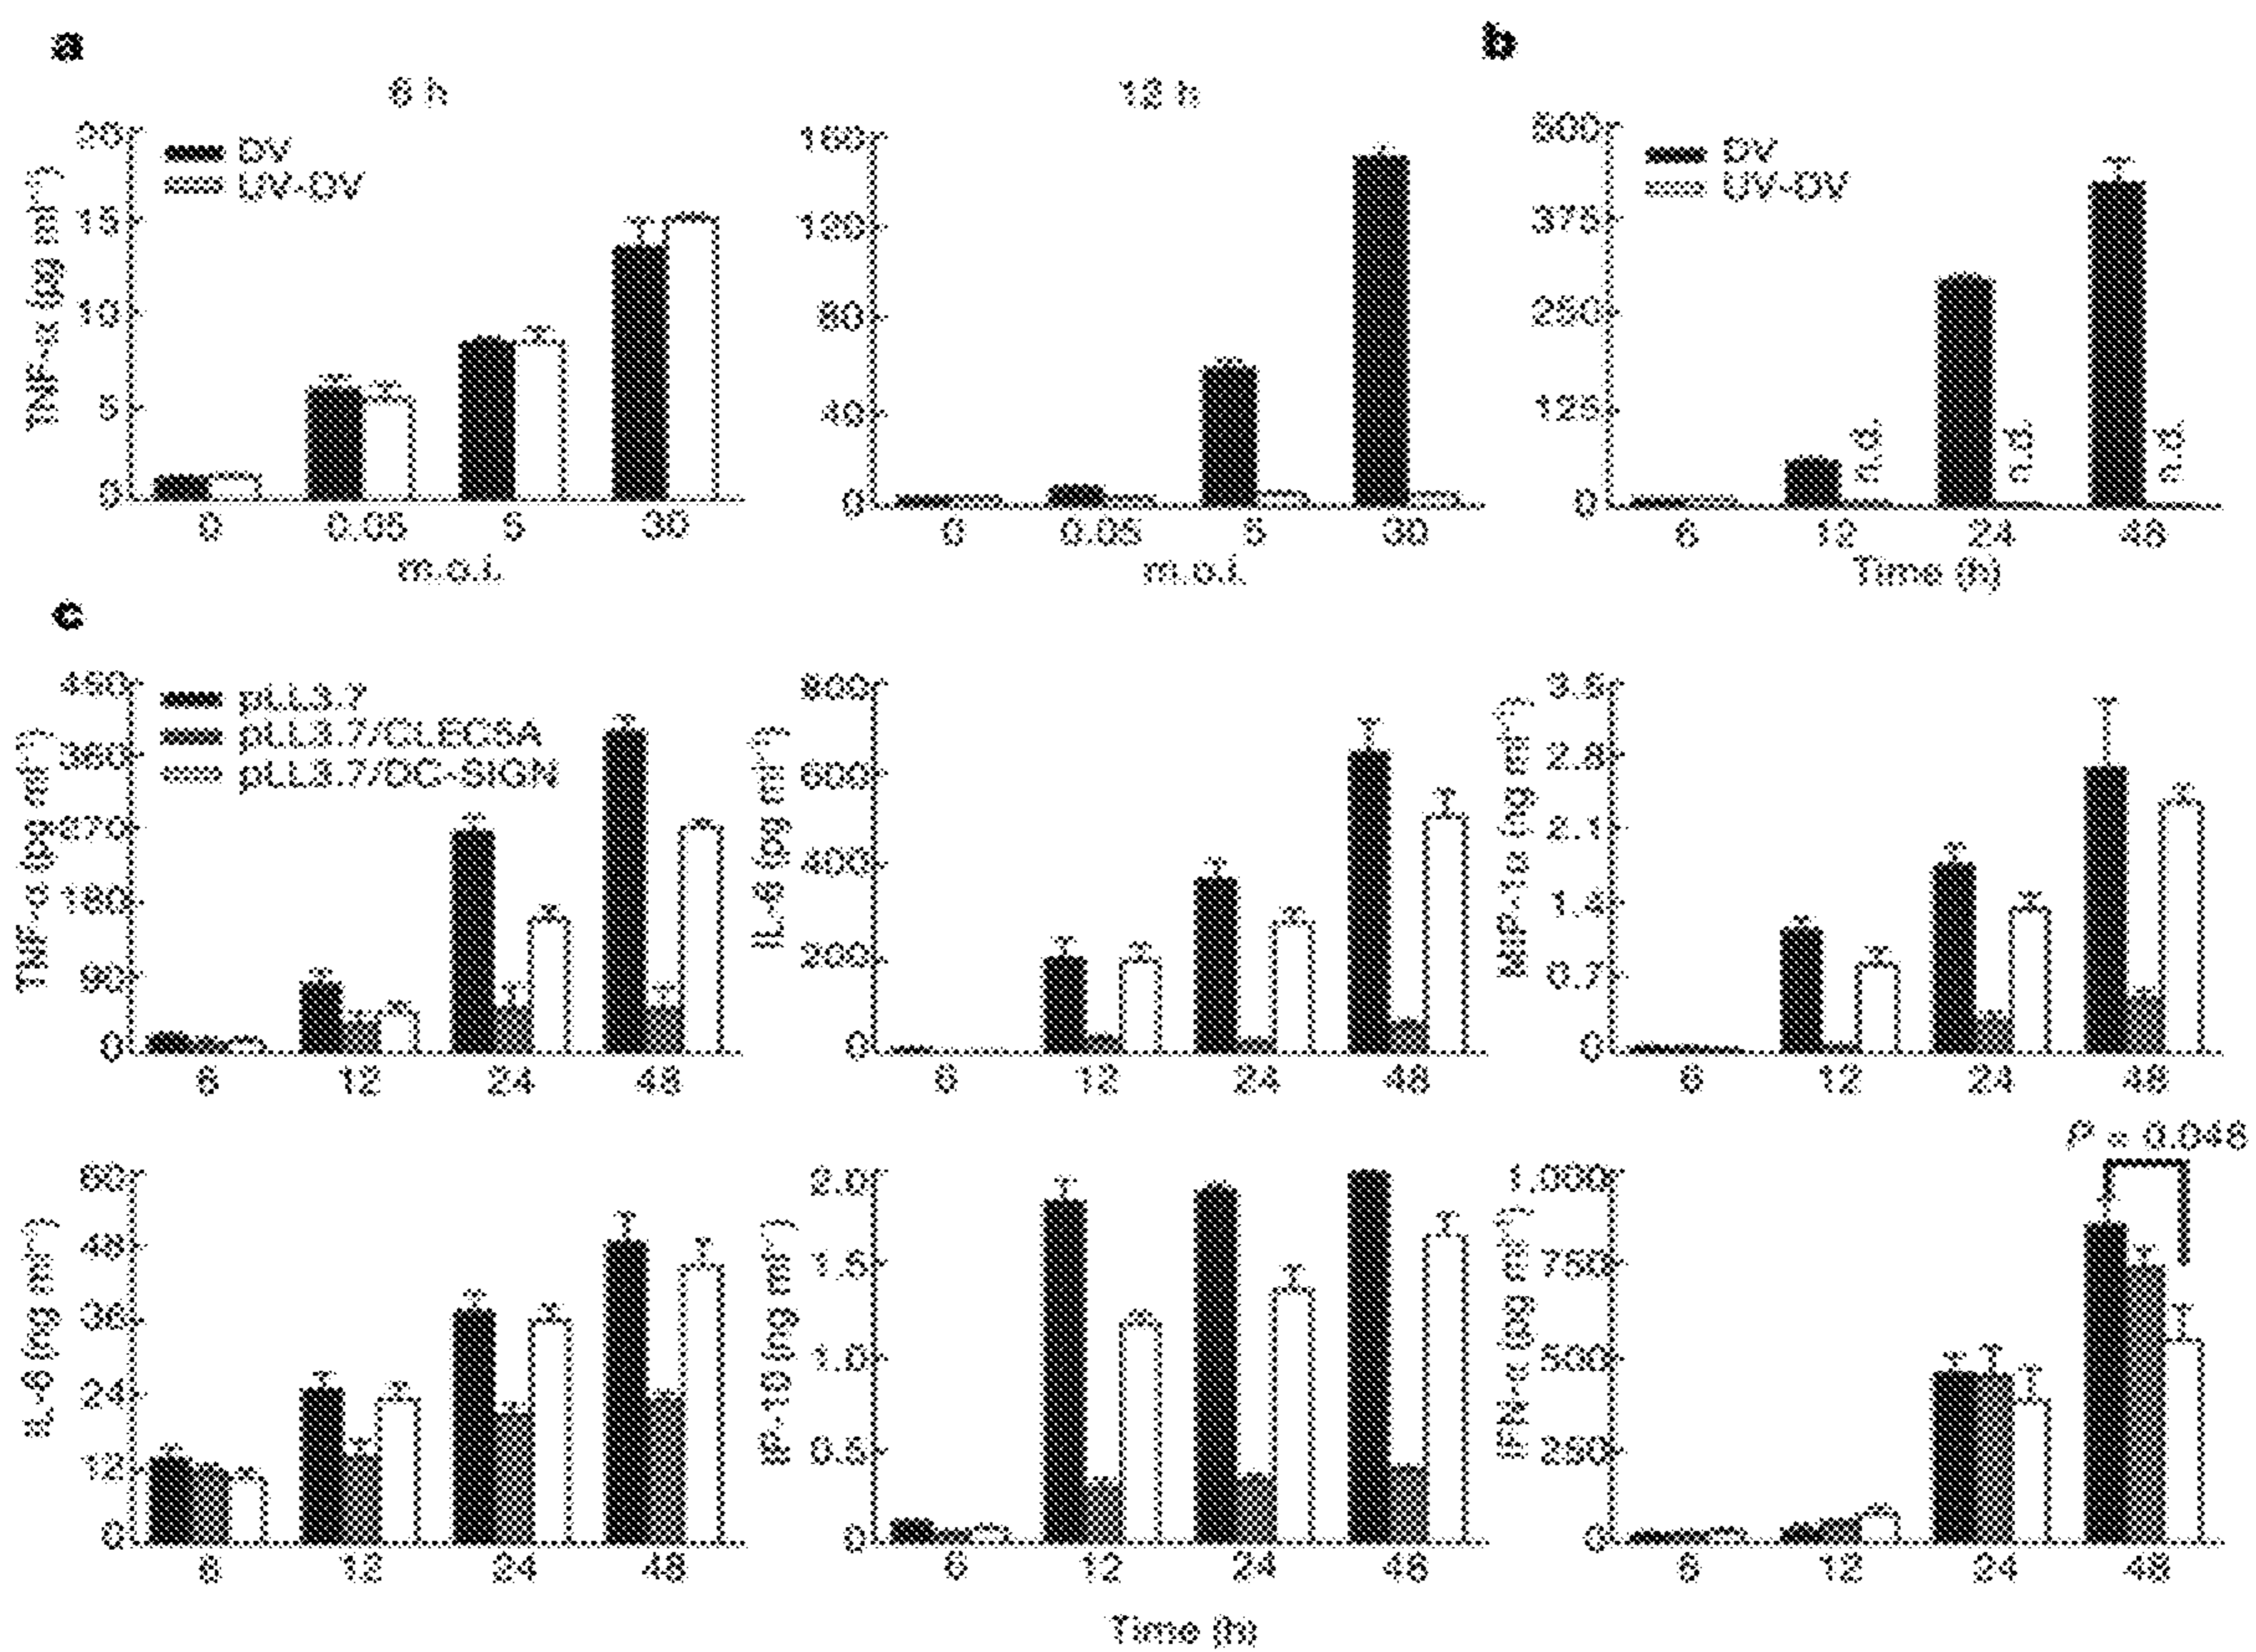 a
6 h
20
15
10
5
0
TNF-α (pg ml⁻¹)
DV
UV-DV
0 0.05 5 30
m.o.i.
12 h
160
120
80
40
0
0 0.05 5 30
m.o.i.
b
500
375
250
125
0
DV
UV-DV
n.d. n.d. n.d.
6 12 24 48
Time (h)
c
450
360
270
180
90
0
TNF-α (pg ml⁻¹)
pLL3.7
pLL3.7/CLEC5A
pLL3.7/DC-SIGN
6 12 24 48
800
600
400
200
0
IL-8 (pg ml⁻¹)
6 12 24 48
3.5
2.8
2.1
1.4
0.7
0
MIP-1α (ng ml⁻¹)
6 12 24 48
60
48
36
24
12
0
IL-6 (ng ml⁻¹)
6 12 24 48
2.0
1.5
1.0
0.5
0
IP-10 (ng ml⁻¹)
6 12 24 48
Time (h)
P = 0.046
1,000
750
500
250
0
IFN-α (pg ml⁻¹)
6 12 24 48